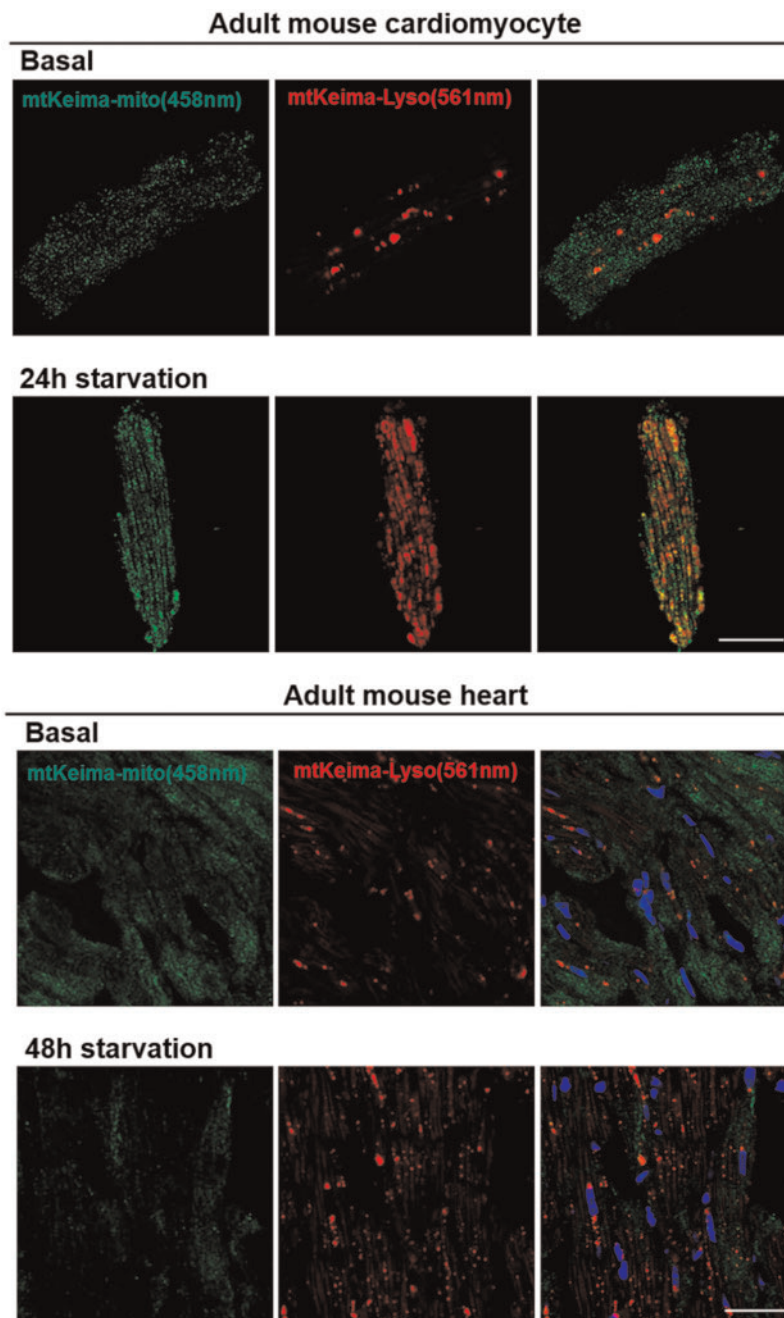 Adult mouse cardiomyocyte
Basal
mtKeima-mito(458nm)
mtKeima-Lyso(561nm)
24h starvation
Adult mouse heart
Basal
mtKeima-mito(458nm)
mtKeima-Lyso(561nm)
48h starvation